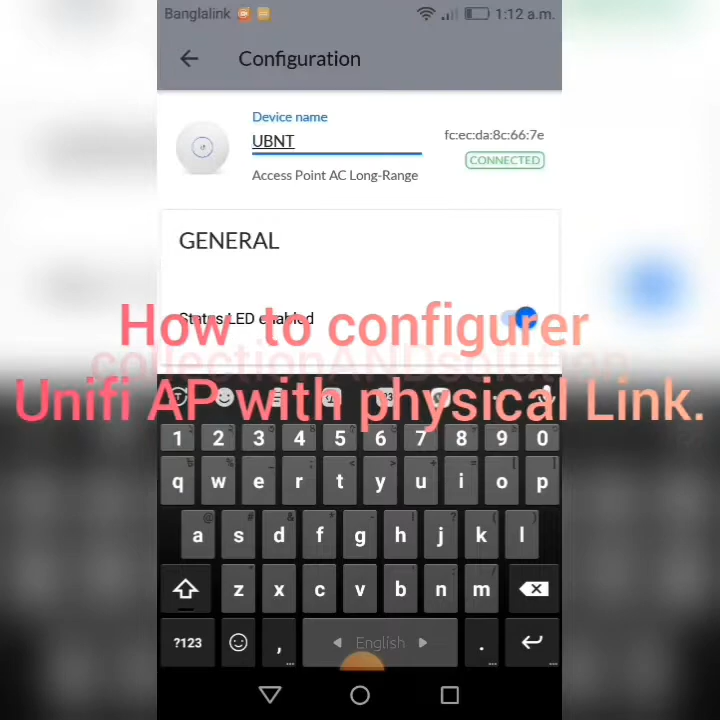 Banglalink 1:12 a.m.
Configuration
Device name
UBNT
fc:ec:da:8c:66:7e
CONNECTED
Access Point AC Long-Range
GENERAL
Status LED enabled
How to configurer
collectionANDsolution
Unifi AP with physical Link.
1 2 3 4 5 6 7 8 9 0
q w e r t y u i o p
a s d f g h j k l
z x c v b n m
?123 , English .